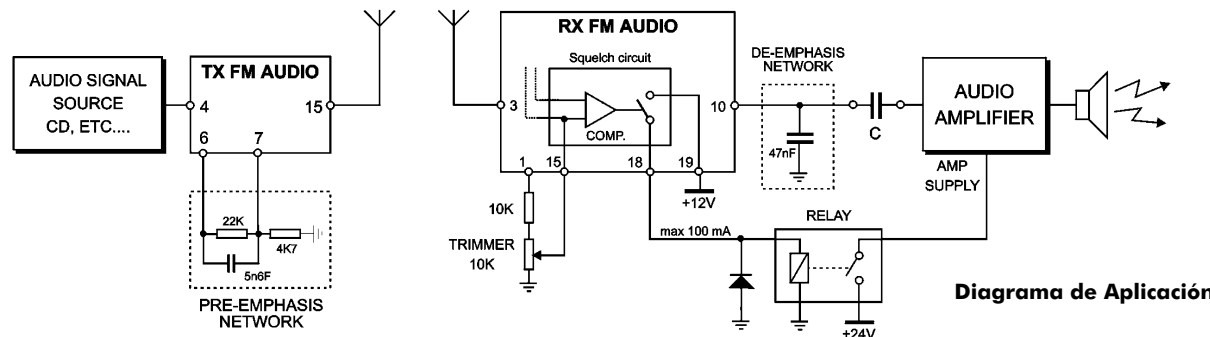 AUDIO SIGNAL
SOURCE
CD, ETC....
TX FM AUDIO
4
15
6
7
22K
4K7
5n6F
PRE-EMPHASIS
NETWORK
RX FM AUDIO
Squelch circuit
COMP.
3
10
1
15
18
19
+12V
10K
TRIMMER
10K
max 100 mA
DE-EMPHASIS
NETWORK
47nF
C
AUDIO
AMPLIFIER
AMP
SUPPLY
RELAY
+24V
Diagrama de Aplicación